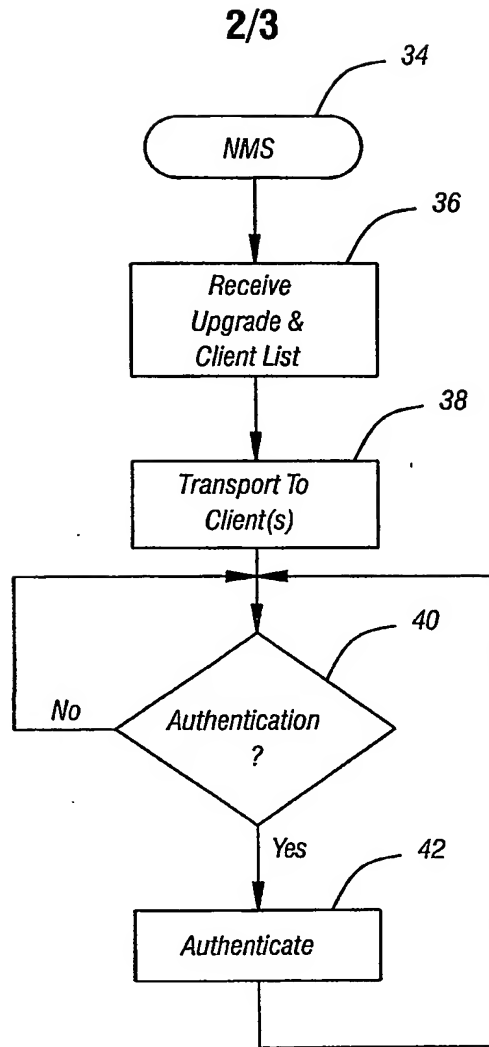 2/3
34
NMS
36
Receive
Upgrade &
Client List
38
Transport To
Client(s)
40
No
Authentication
?
Yes
42
Authenticate